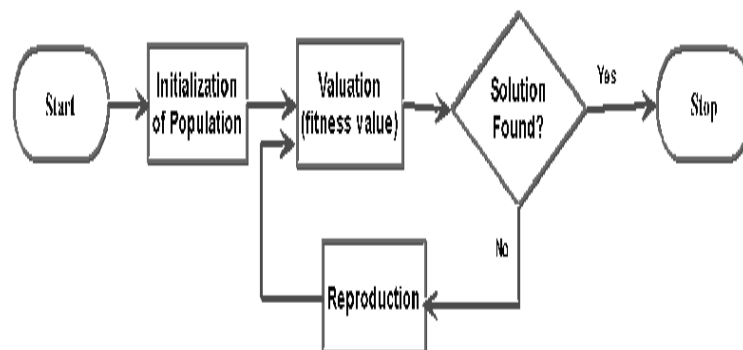 Start
Initialization
of Population
Valuation
(fitness value)
Solution
Found?
Yes
Stop
No
Reproduction